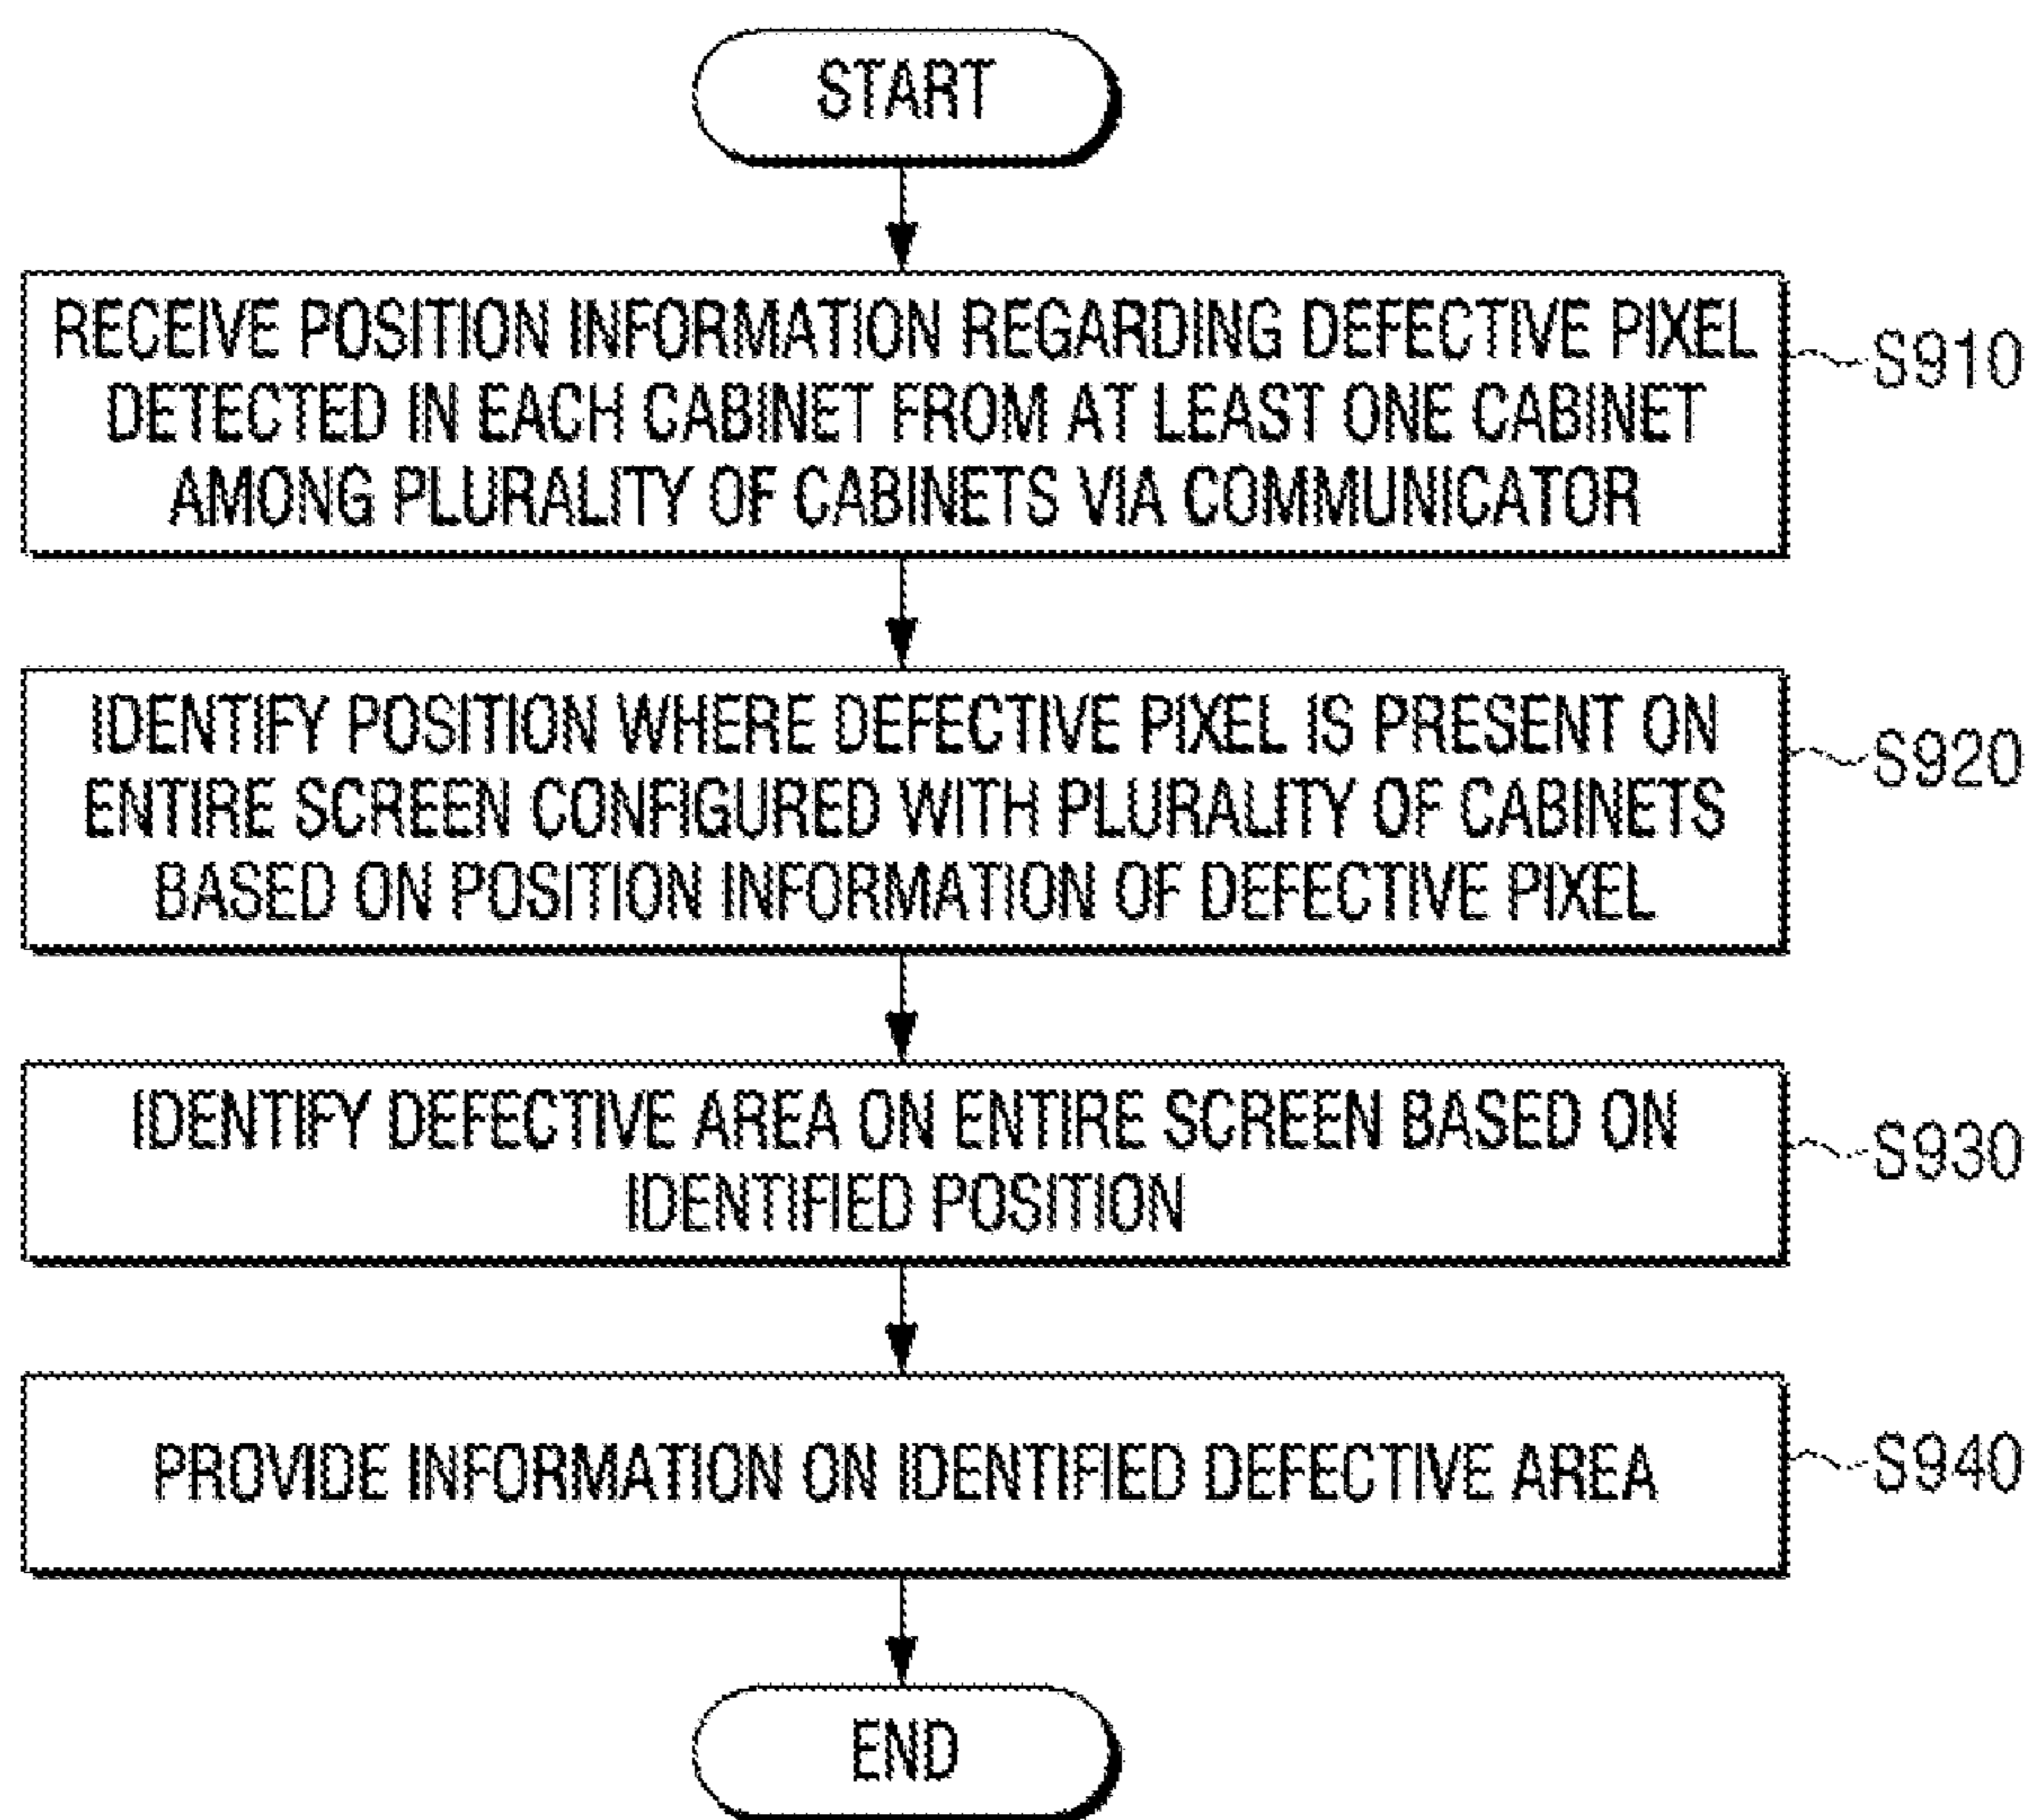 START
RECEIVE POSITION INFORMATION REGARDING DEFECTIVE PIXEL
DETECTED IN EACH CABINET FROM AT LEAST ONE CABINET
AMONG PLURALITY OF CABINETS VIA COMMUNICATOR
S910
IDENTIFY POSITION WHERE DEFECTIVE PIXEL IS PRESENT ON
ENTIRE SCREEN CONFIGURED WITH PLURALITY OF CABINETS
BASED ON POSITION INFORMATION OF DEFECTIVE PIXEL
S920
IDENTIFY DEFECTIVE AREA ON ENTIRE SCREEN BASED ON
IDENTIFIED POSITION
S930
PROVIDE INFORMATION ON IDENTIFIED DEFECTIVE AREA
S940
END